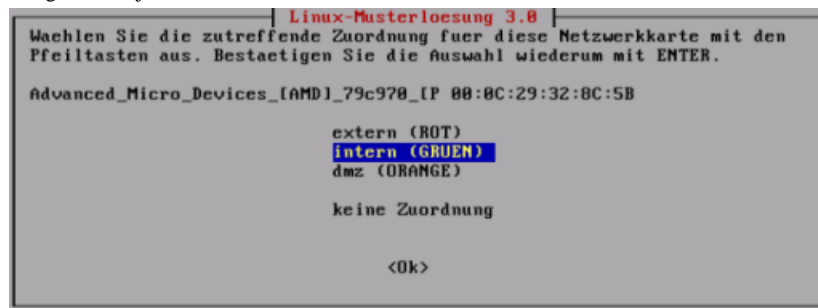 Linux-Musterloesung 3.0
Waehlen Sie die zutreffende Zuordnung fuer diese Netzwerkkarte mit den
Pfeiltasten aus. Bestaetigen Sie die Auswahl wiederum mit ENTER.
Advanced_Micro_Devices_[AMD]_79c970_[P 00:0C:29:32:8C:5B
extern (ROT)
intern (GRUEN)
dmz (ORANGE)
keine Zuordnung
<Ok>